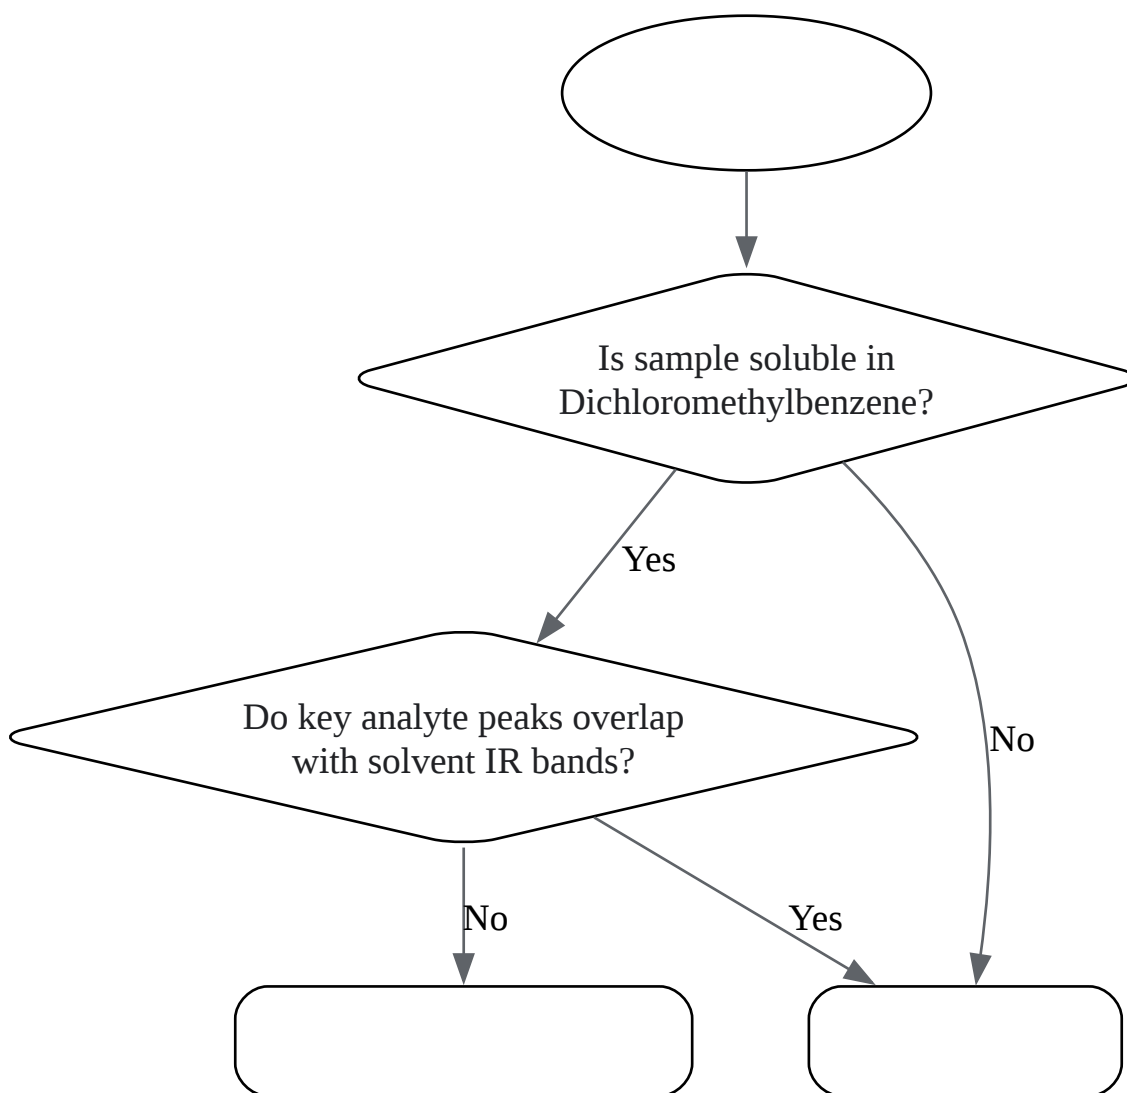 Is sample soluble in
Dichloromethylbenzene?
Yes
Do key analyte peaks overlap
with solvent IR bands?
No
No
Yes